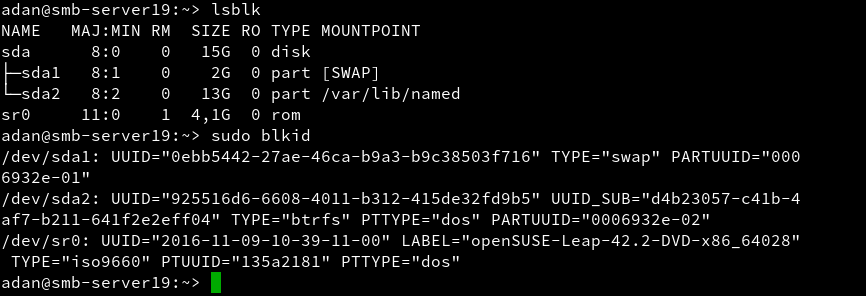 adan@smb-server19:~> lsblk
NAME   MAJ:MIN RM  SIZE RO TYPE MOUNTPOINT
sda      8:0    0   15G  0 disk
├─sda1   8:1    0    2G  0 part [SWAP]
└─sda2   8:2    0   13G  0 part /var/lib/named
sr0     11:0    1  4,1G  0 rom
adan@smb-server19:~> sudo blkid
/dev/sda1: UUID="0ebb5442-27ae-46ca-b9a3-b9c38503f716" TYPE="swap" PARTUUID="000
6932e-01"
/dev/sda2: UUID="925516d6-6608-4011-b312-415de32fd9b5" UUID_SUB="d4b23057-c41b-4
af7-b211-641f2e2eff04" TYPE="btrfs" PTTYPE="dos" PARTUUID="0006932e-02"
/dev/sr0: UUID="2016-11-09-10-39-11-00" LABEL="openSUSE-Leap-42.2-DVD-x86_64028"
 TYPE="iso9660" PTUUID="135a2181" PTTYPE="dos"
adan@smb-server19:~>